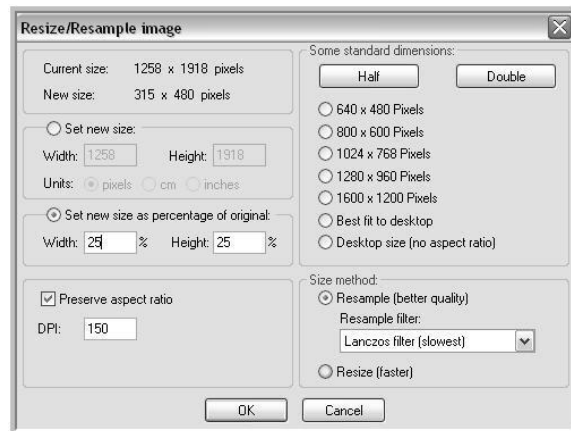 Resize/Resample image
Current size: 1258 x 1918 pixels
New size: 315 x 480 pixels
Set new size:
Width: 1258 Height: 1918
Units: pixels cm inches
Set new size as percentage of original:
Width: 25 % Height: 25 %
Preserve aspect ratio
DPI: 150
Some standard dimensions:
Half Double
640 x 480 Pixels
800 x 600 Pixels
1024 x 768 Pixels
1280 x 960 Pixels
1600 x 1200 Pixels
Best fit to desktop
Desktop size (no aspect ratio)
Size method:
Resample (better quality)
Resample filter:
Lanczos filter (slowest)
Resize (faster)
OK Cancel